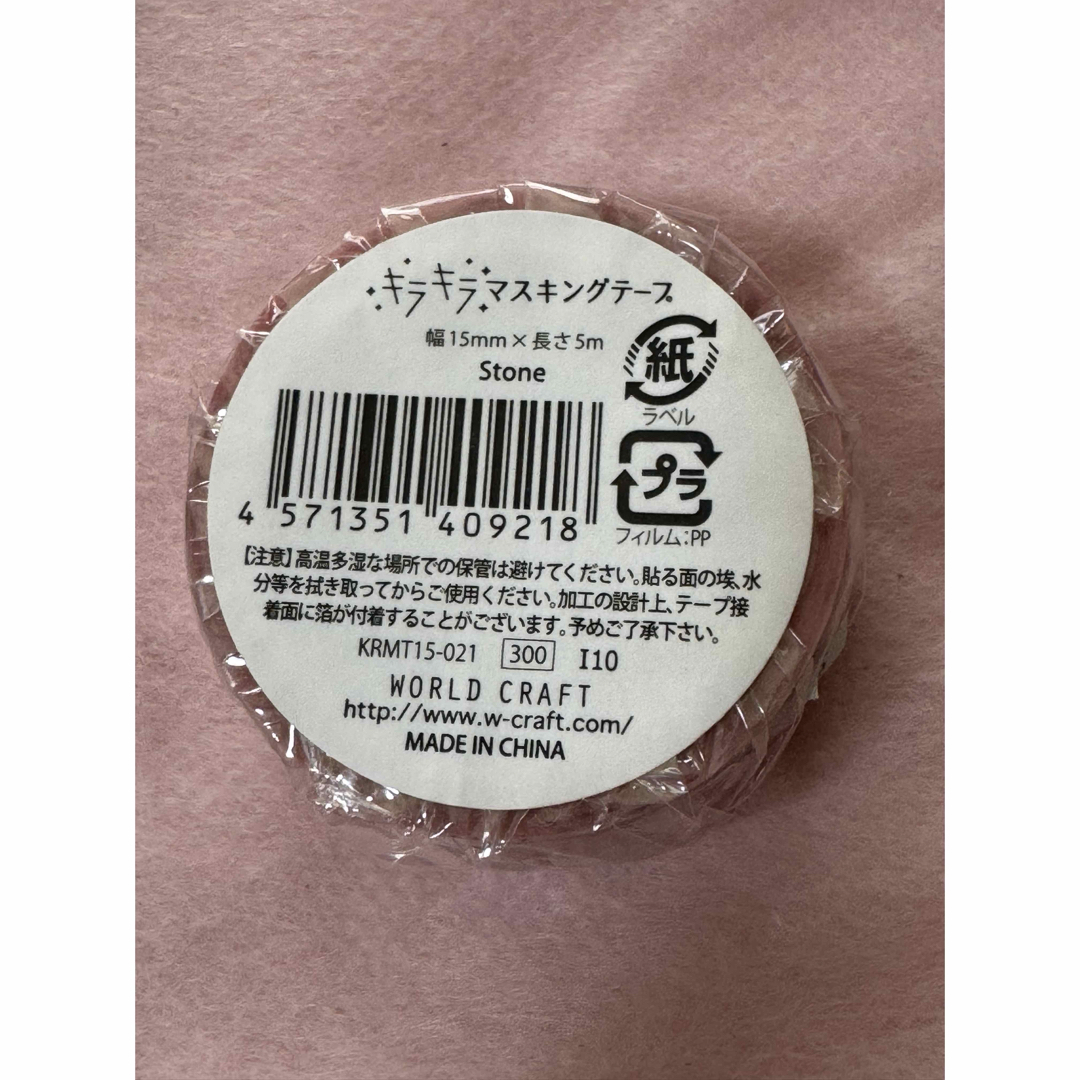 キラキラマスキングテープ
幅15mm×長さ5m
Stone
紙
ラベル
プラ
フィルム:PP
4 571351 409218
【注意】高温多湿な場所での保管は避けてください。貼る面の埃、水
分等を拭き取ってからご使用ください。加工の設計上、テープ接
着面に箔が付着することがございます。予めご了承下さい。
KRMT15-021 300 I10
WORLD CRAFT
http://www.w-craft.com/
MADE IN CHINA